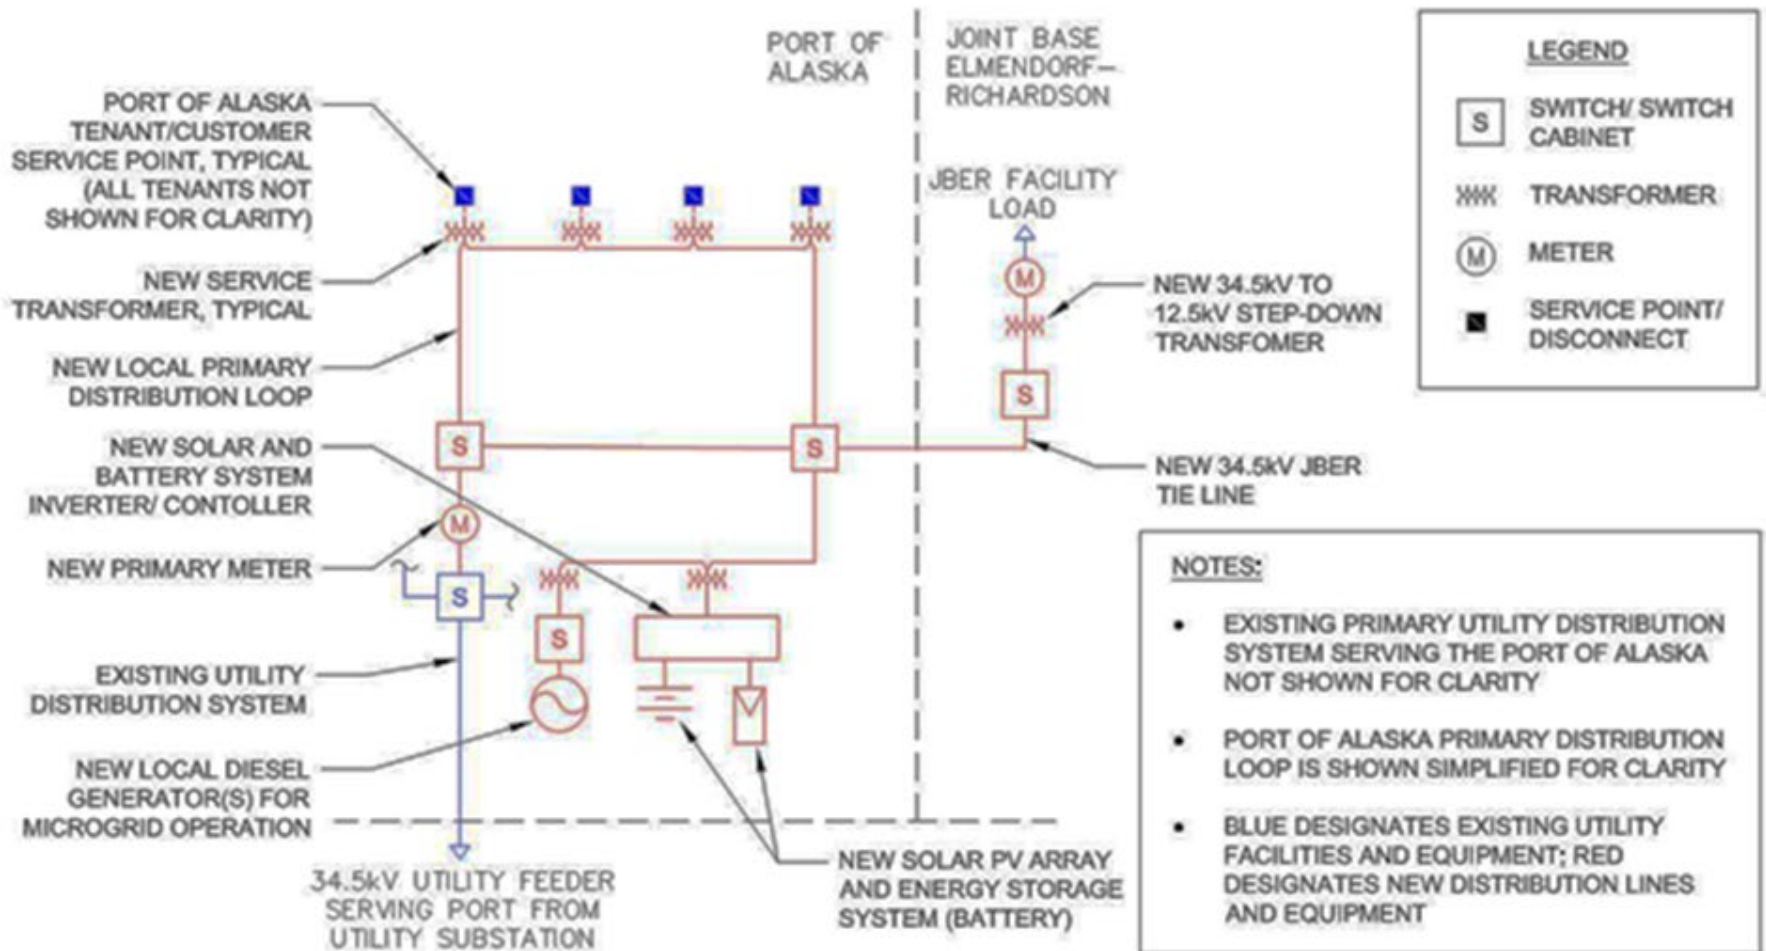 PORT OF
ALASKA
JOINT BASE
ELMENDORF-
RICHARDSON
PORT OF ALASKA
TENANT/CUSTOMER
SERVICE POINT, TYPICAL
(ALL TENANTS NOT
SHOWN FOR CLARITY)
NEW SERVICE
TRANSFORMER, TYPICAL
NEW LOCAL PRIMARY
DISTRIBUTION LOOP
NEW SOLAR AND
BATTERY SYSTEM
INVERTER/ CONTOLLER
NEW PRIMARY METER
EXISTING UTILITY
DISTRIBUTION SYSTEM
NEW LOCAL DIESEL
GENERATOR(S) FOR
MICROGRID OPERATION
S
S
M
S
S
34.5kV UTILITY FEEDER
SERVING PORT FROM
UTILITY SUBSTATION
NEW SOLAR PV ARRAY
AND ENERGY STORAGE
SYSTEM (BATTERY)
JBER FACILITY
LOAD
M
S
NEW 34.5kV TO
12.5kV STEP-DOWN
TRANSFOMER
NEW 34.5kV JBER
TIE LINE
LEGEND
S
SWITCH/ SWITCH
CABINET
TRANSFORMER
M
METER
SERVICE POINT/
DISCONNECT
NOTES:
• EXISTING PRIMARY UTILITY DISTRIBUTION
SYSTEM SERVING THE PORT OF ALASKA
NOT SHOWN FOR CLARITY
• PORT OF ALASKA PRIMARY DISTRIBUTION
LOOP IS SHOWN SIMPLIFIED FOR CLARITY
• BLUE DESIGNATES EXISTING UTILITY
FACILITIES AND EQUIPMENT; RED
DESIGNATES NEW DISTRIBUTION LINES
AND EQUIPMENT